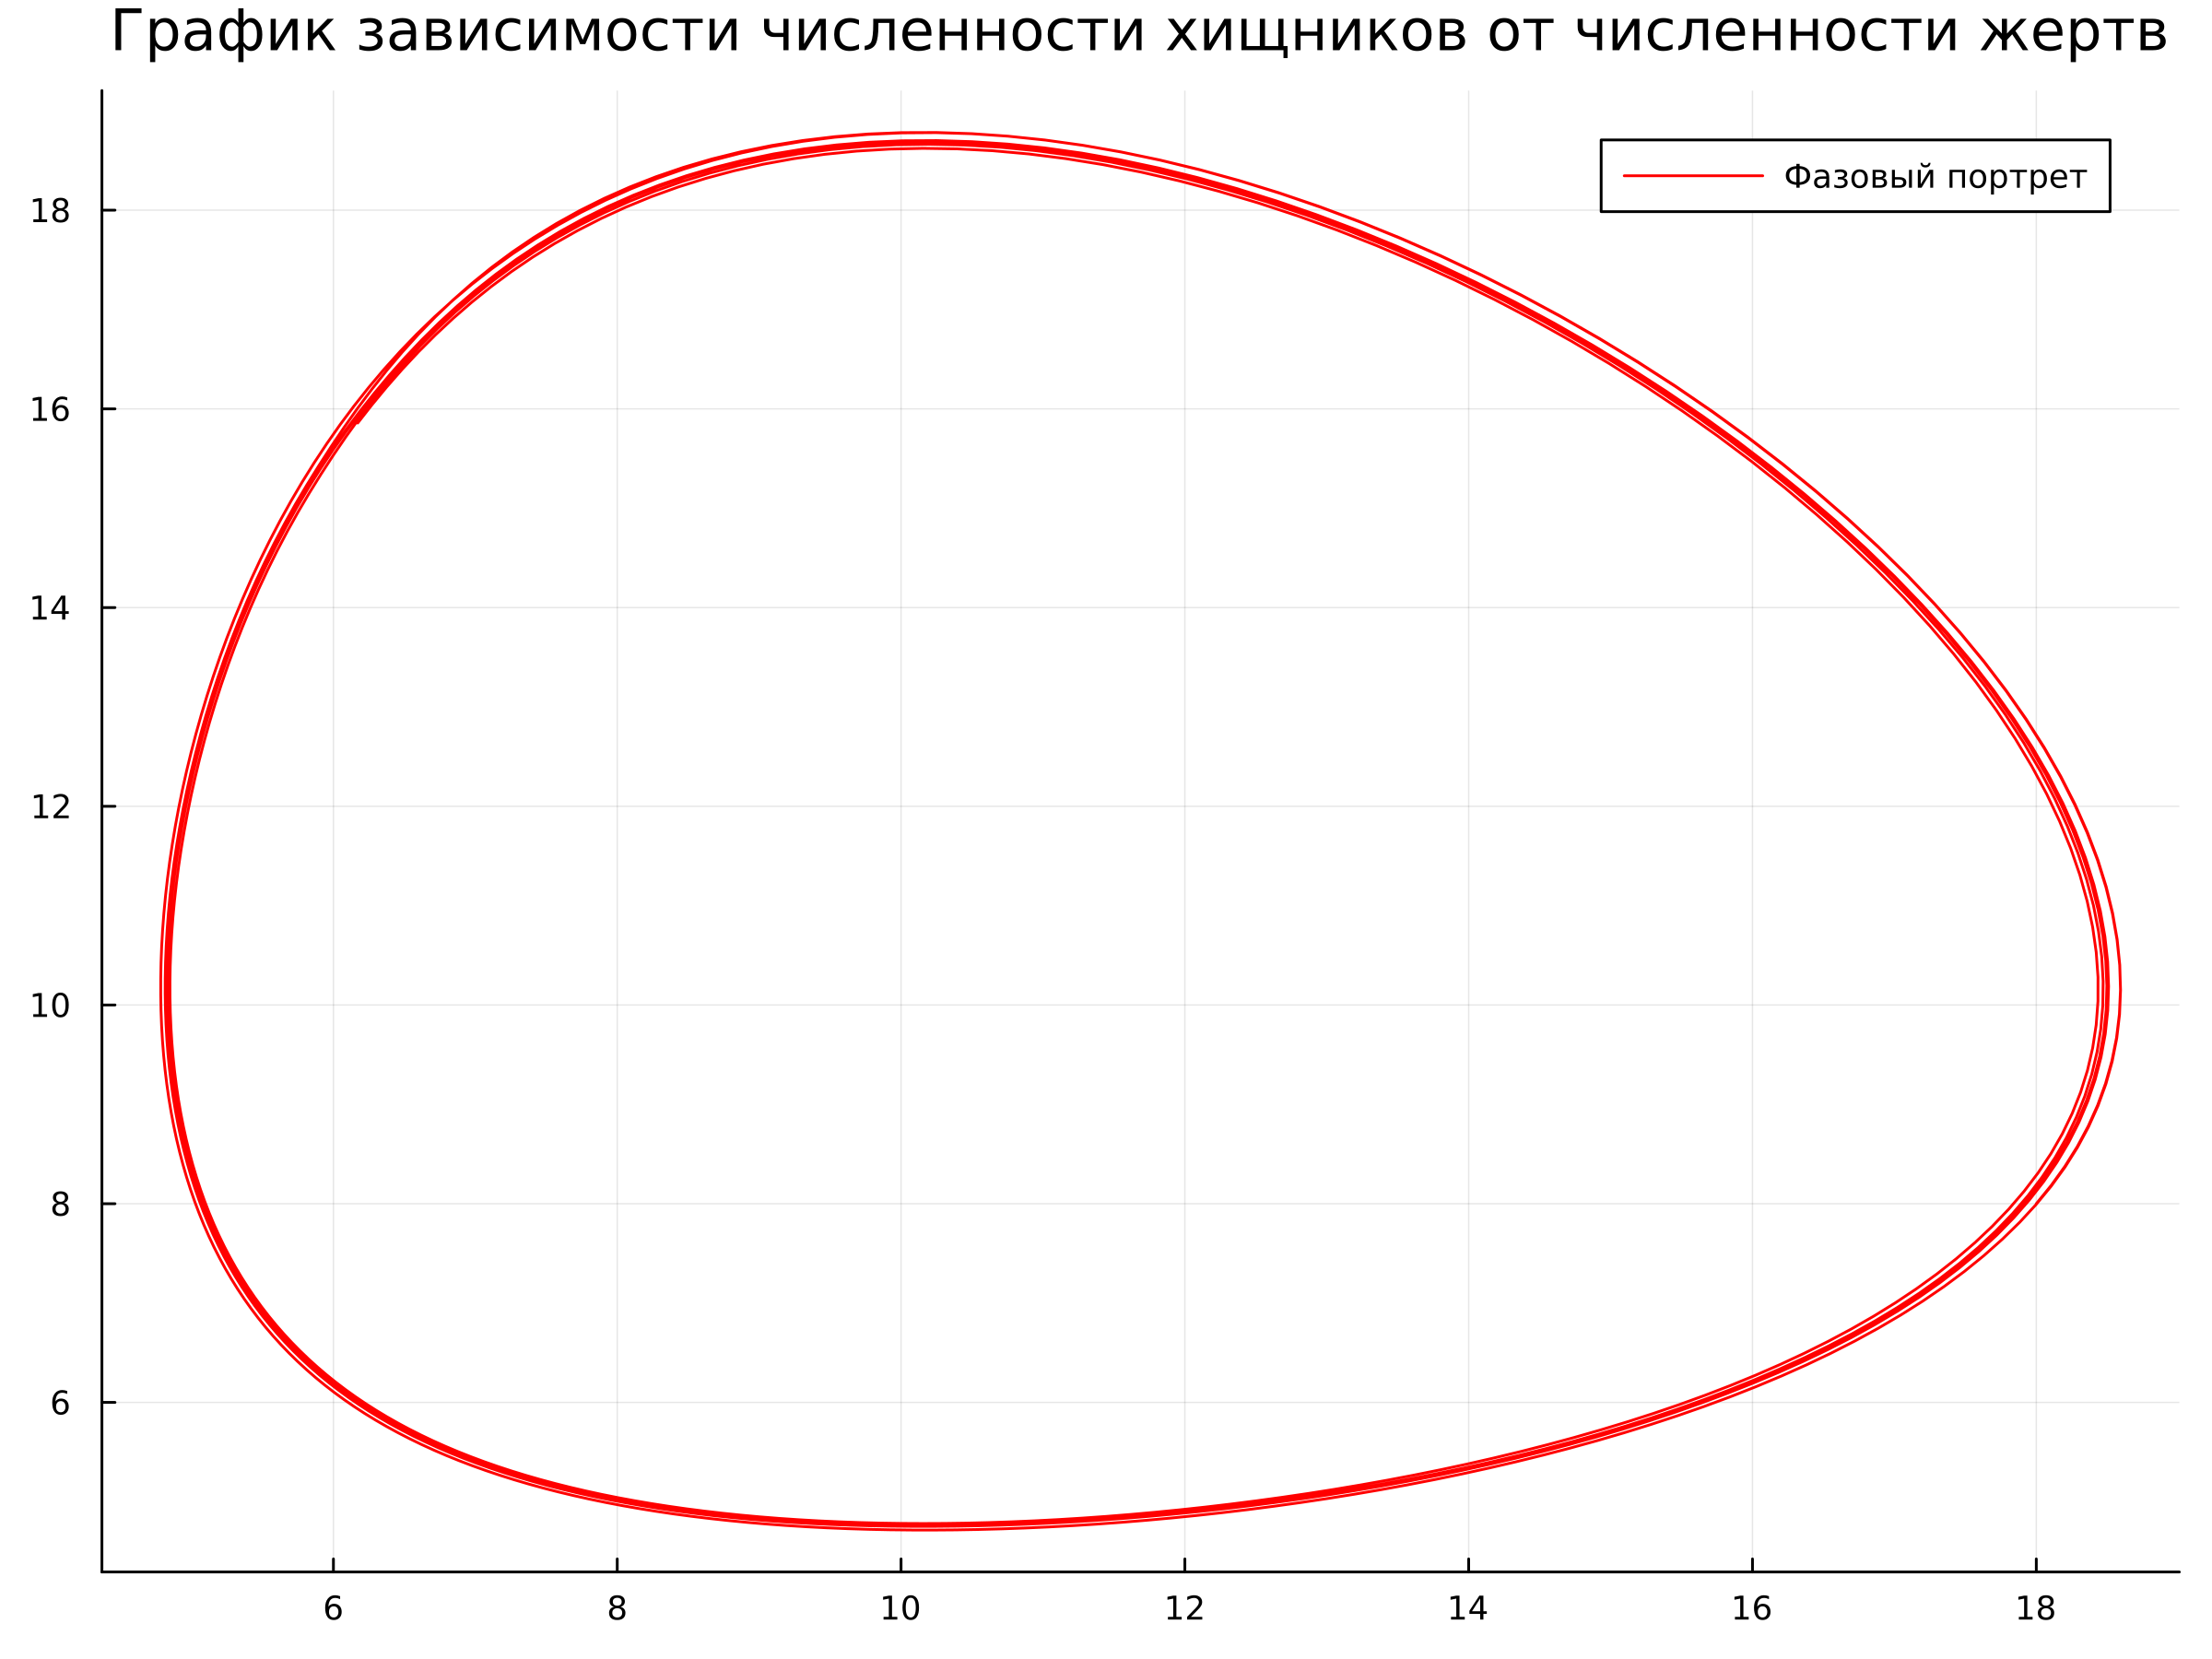 График зависимости численности хищников от численности жертв
Фазовый портрет
18
16
14
12
10
8
6
6 8 10 12 14 16 18